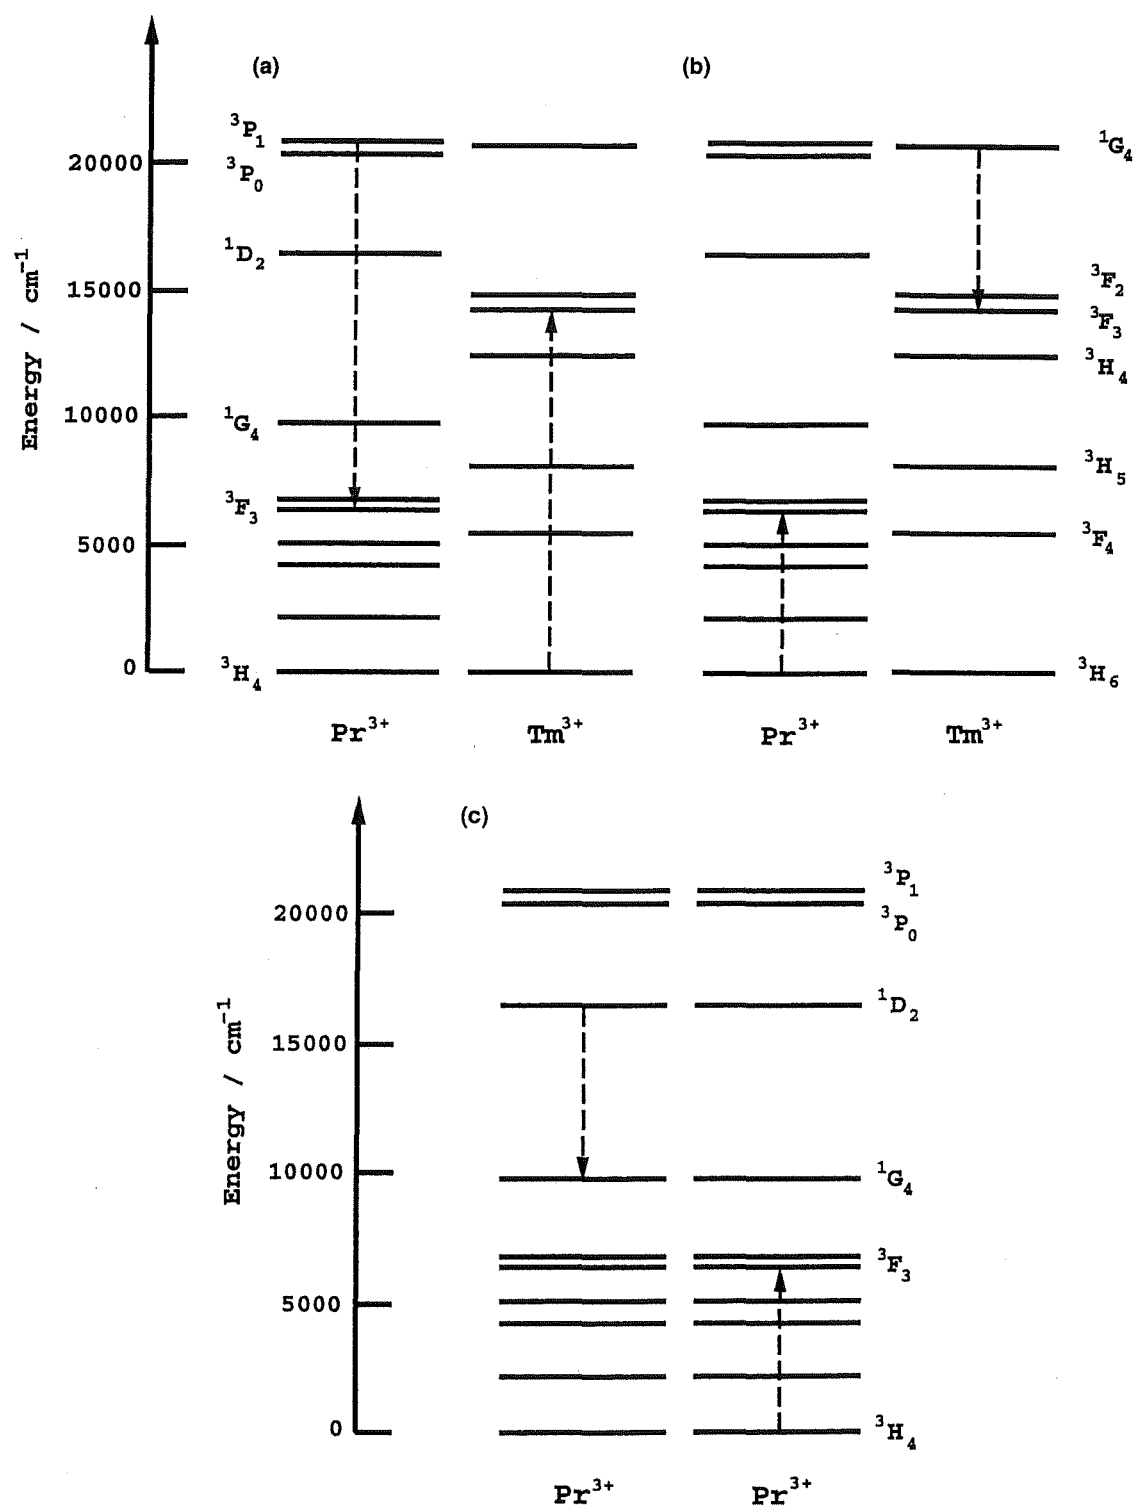 (a)
(b)
³P₁
20000
³P₀
¹G₄
¹D₂
15000
³F₂
³F₃
³H₄
10000
¹G₄
³H₅
³F₃
5000
³F₄
0
³H₄
³H₆
Energy / cm⁻¹
Pr³⁺
Tm³⁺
Pr³⁺
Tm³⁺
(c)
³P₁
20000
³P₀
¹D₂
15000
10000
¹G₄
³F₃
5000
0
³H₄
Energy / cm⁻¹
Pr³⁺
Pr³⁺